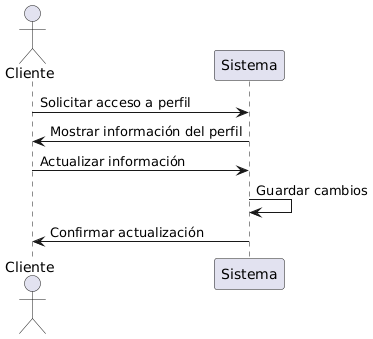 Cliente
Sistema
Solicitar acceso a perfil
Mostrar información del perfil
Actualizar información
Guardar cambios
Confirmar actualización
Cliente
Sistema